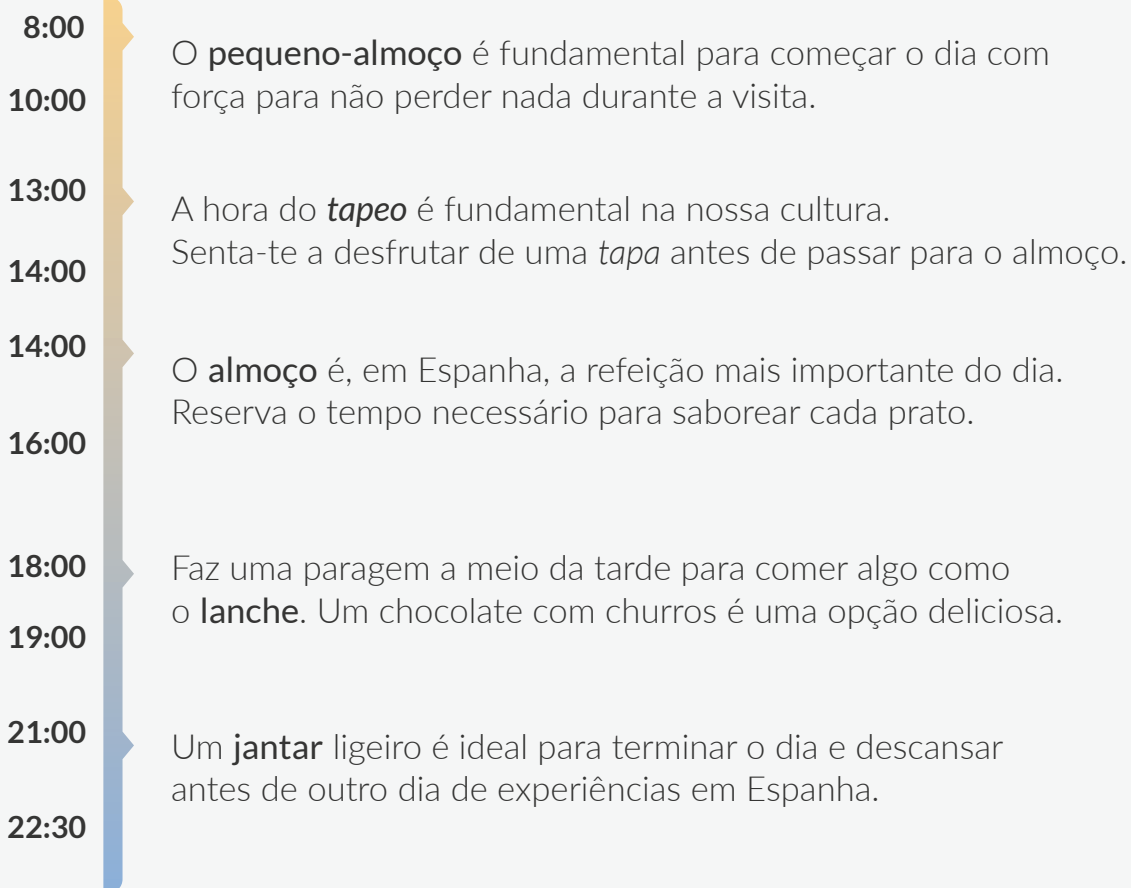 8:00
O pequeno-almoço é fundamental para começar o dia com
força para não perder nada durante a visita.
10:00
13:00
A hora do tapeo é fundamental na nossa cultura.
Senta-te a desfrutar de uma tapa antes de passar para o almoço.
14:00
14:00
O almoço é, em Espanha, a refeição mais importante do dia.
Reserva o tempo necessário para saborear cada prato.
16:00
18:00
Faz uma paragem a meio da tarde para comer algo como
o lanche. Um chocolate com churros é uma opção deliciosa.
19:00
21:00
Um jantar ligeiro é ideal para terminar o dia e descansar
antes de outro dia de experiências em Espanha.
22:30